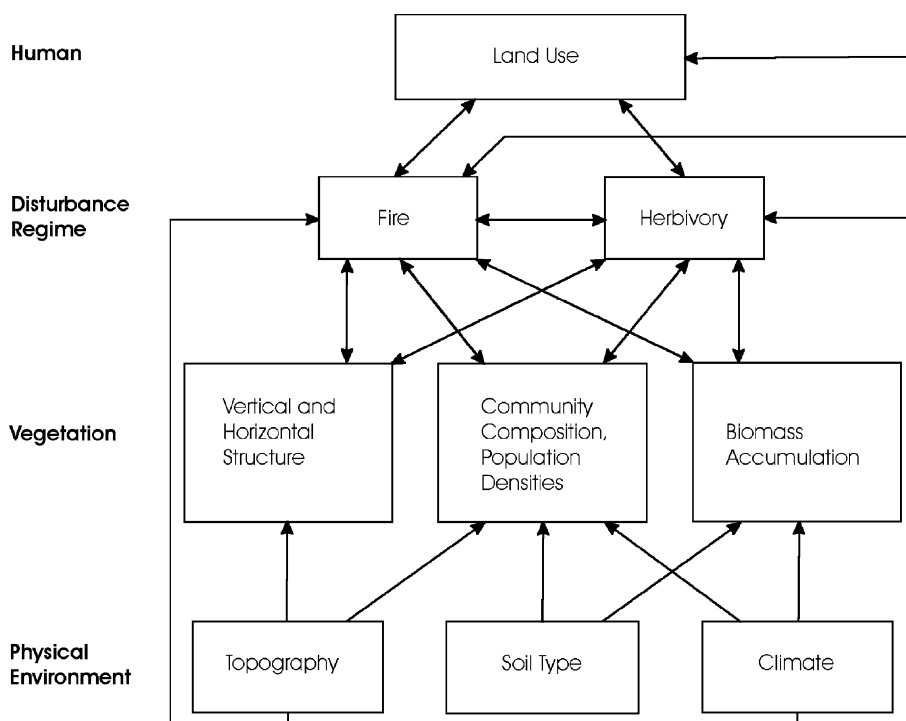 Human
Land Use
Disturbance
Regime
Fire
Herbivory
Vegetation
Vertical and
Horizontal
Structure
Community
Composition,
Population
Densities
Biomass
Accumulation
Physical
Environment
Topography
Soil Type
Climate